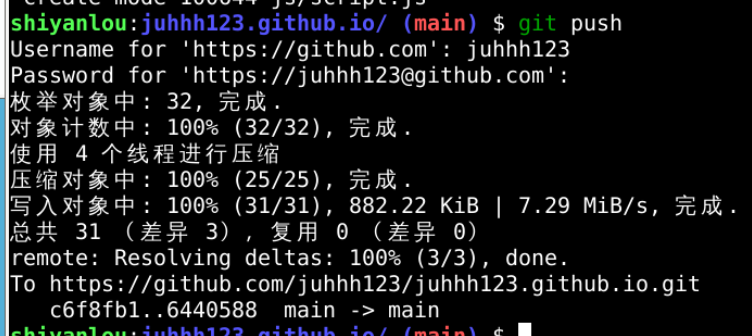 create mode 100644 js/script.js
shiyanlou:juhhh123.github.io/ (main) $ git push
Username for 'https://github.com': juhhh123
Password for 'https://juhhh123@github.com':
枚举对象中: 32, 完成.
对象计数中: 100% (32/32), 完成.
使用 4 个线程进行压缩
压缩对象中: 100% (25/25), 完成.
写入对象中: 100% (31/31), 882.22 KiB | 7.29 MiB/s, 完成.
总共 31 （差异 3）, 复用 0 （差异 0）
remote: Resolving deltas: 100% (3/3), done.
To https://github.com/juhhh123/juhhh123.github.io.git
c6f8fb1..6440588  main -> main
shiyanlou:juhhh123.github.io/ (main) $